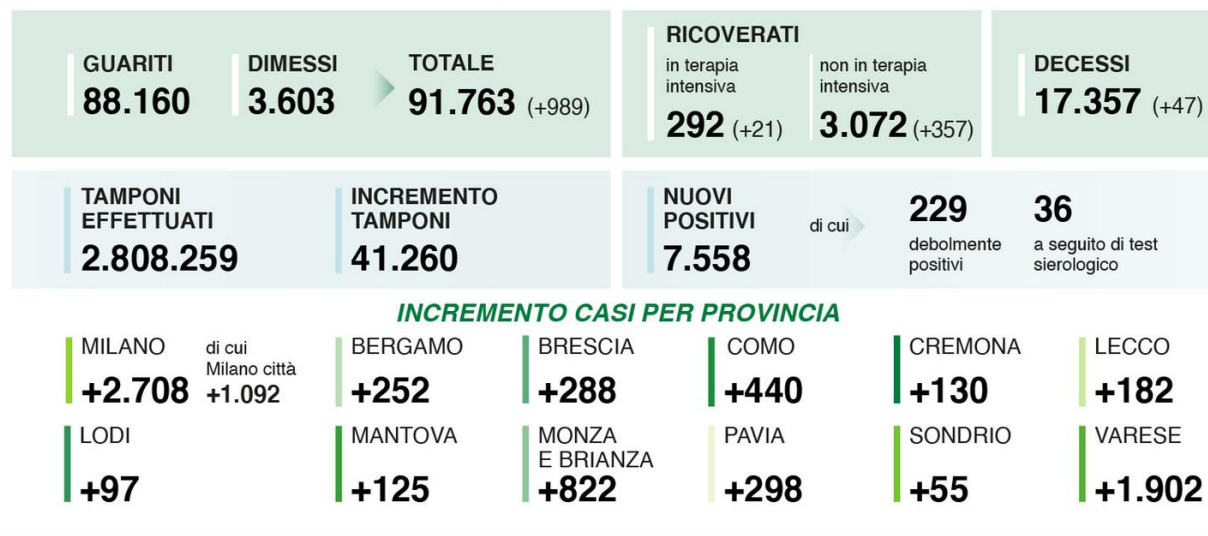 GUARITI
88.160
DIMESSI
3.603
TOTALE
91.763 (+989)
RICOVERATI
in terapia
intensiva
292 (+21)
non in terapia
intensiva
3.072 (+357)
DECESSI
17.357 (+47)
TAMPONI
EFFETTUATI
2.808.259
INCREMENTO
TAMPONI
41.260
NUOVI
POSITIVI
7.558
di cui
229
debolmente
positivi
36
a seguito di test
sierologico
INCREMENTO CASI PER PROVINCIA
MILANO
+2.708
di cui
Milano città
+1.092
BERGAMO
+252
BRESCIA
+288
COMO
+440
CREMONA
+130
LECCO
+182
LODI
+97
MANTOVA
+125
MONZA
E BRIANZA
+822
PAVIA
+298
SONDRIO
+55
VARESE
+1.902